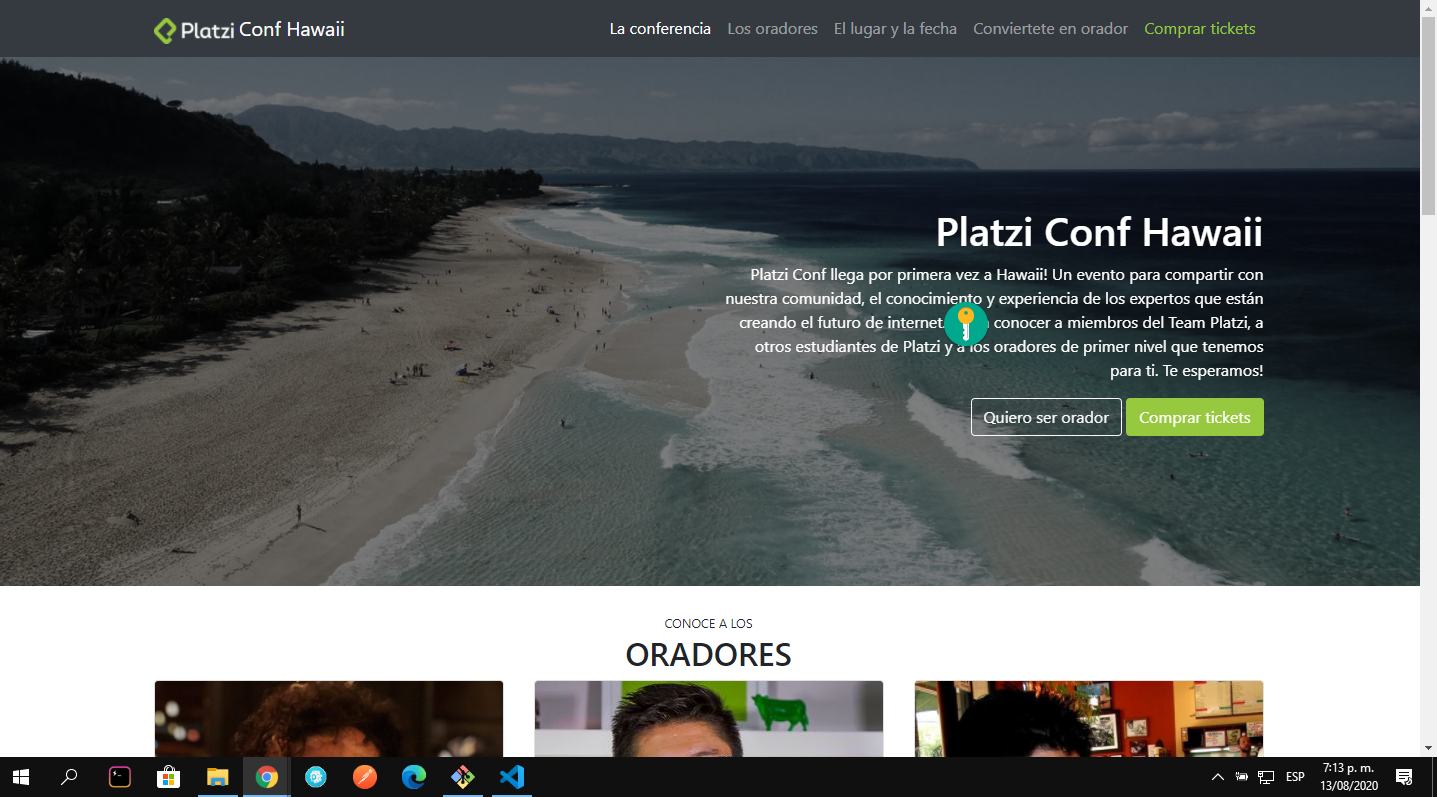 Platzi Conf Hawaii
La conferencia
Los oradores
El lugar y la fecha
Conviertete en orador
Comprar tickets
Platzi Conf Hawaii
Platzi Conf llega por primera vez a Hawaii! Un evento para compartir con
nuestra comunidad, el conocimiento y experiencia de los expertos que están
creando el futuro de internet. conocer a miembros del Team Platzi, a
otros estudiantes de Platzi y a los oradores de primer nivel que tenemos
para ti. Te esperamos!
Quiero ser orador
Comprar tickets
CONOCE A LOS
ORADORES
ESP
7:13 p. m.
13/08/2020